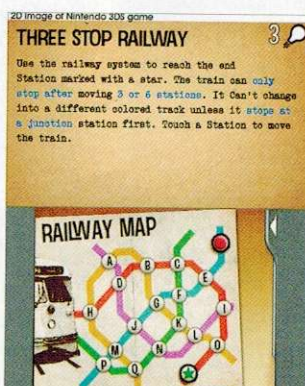 2D Image of Nintendo 3DS game
THREE STOP RAILWAY
3
Use the railway system to reach the end
Station marked with a star. The train can only
stop after moving 3 or 6 stations. It Can't change
into a different colored track unless it stops at
a junction station first. Touch a Station to move
the train.
RAILWAY MAP
A
B
C
D
E
F
G
H
I
J
K
L
M
N
O
P
Q